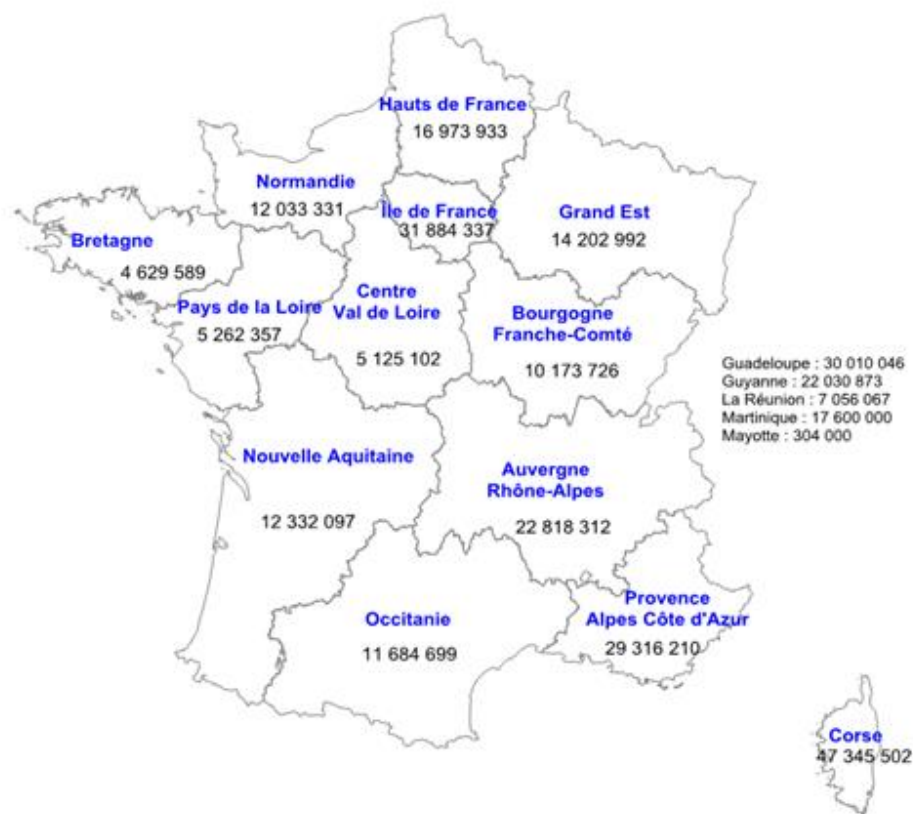 Hauts de France
16 973 933
Normandie
12 033 331
Île de France
31 884 337
Grand Est
14 202 992
Bretagne
4 629 589
Pays de la Loire
5 262 357
Centre
Val de Loire
5 125 102
Bourgogne
Franche-Comté
10 173 726
Guadeloupe : 30 010 046
Guyanne : 22 030 873
La Réunion : 7 056 067
Martinique : 17 600 000
Mayotte : 304 000
Nouvelle Aquitaine
12 332 097
Auvergne
Rhône-Alpes
22 818 312
Occitanie
11 684 699
Provence
Alpes Côte d'Azur
29 316 210
Corse
47 345 502